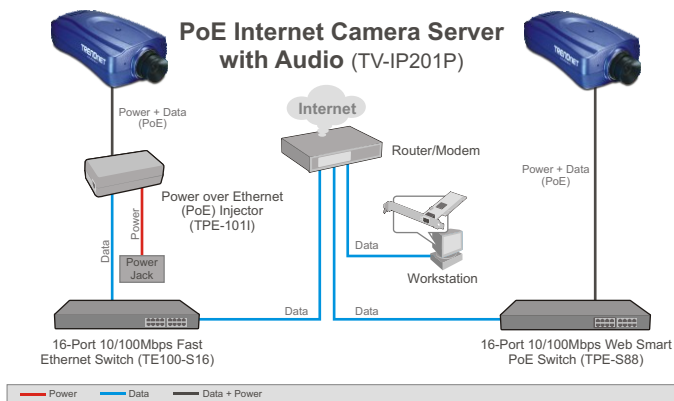 PoE Internet Camera Server
with Audio (TV-IP201P)
TRENDNET
TRENDNET
Internet
Power + Data
(PoE)
Router/Modem
Power + Data
(PoE)
Power over Ethernet
(PoE) Injector
(TPE-101I)
Data
Power
Power
Jack
Data
Workstation
Data
Data
16-Port 10/100Mbps Fast
Ethernet Switch (TE100-S16)
16-Port 10/100Mbps Web Smart
PoE Switch (TPE-S88)
Power
Data
Data + Power